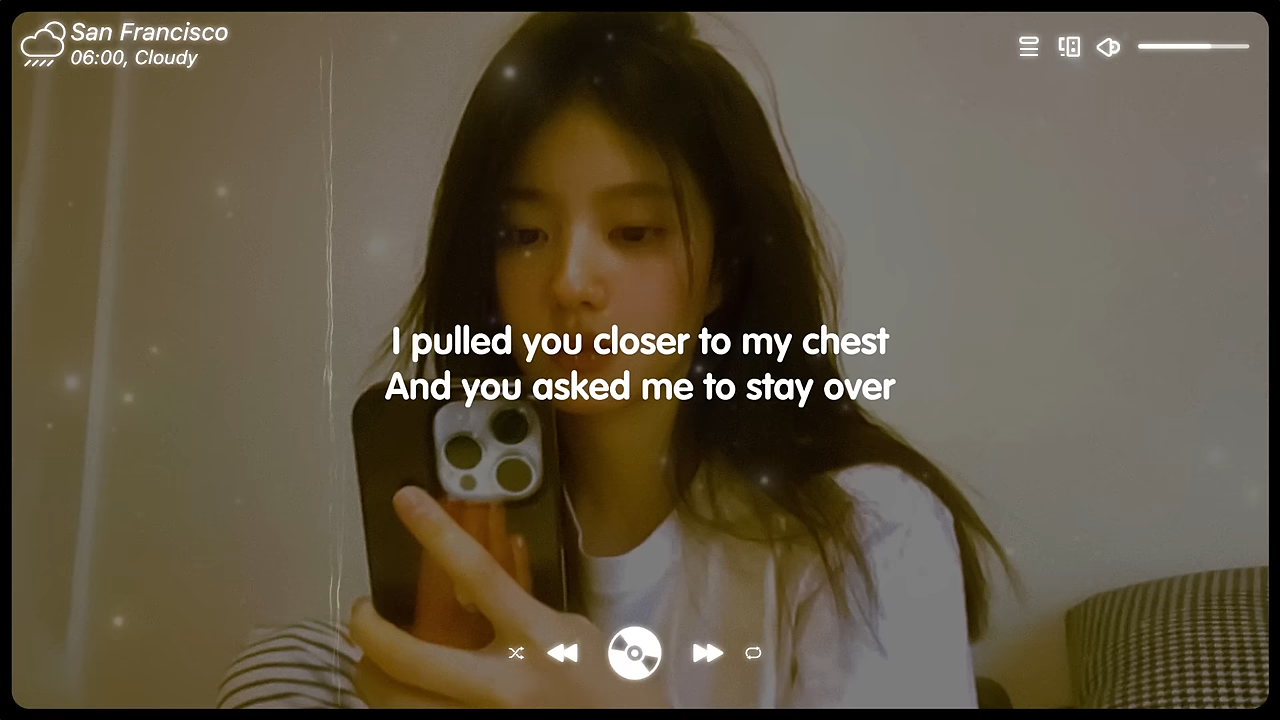 San Francisco
06:00, Cloudy
I pulled you closer to my chest
And you asked me to stay over